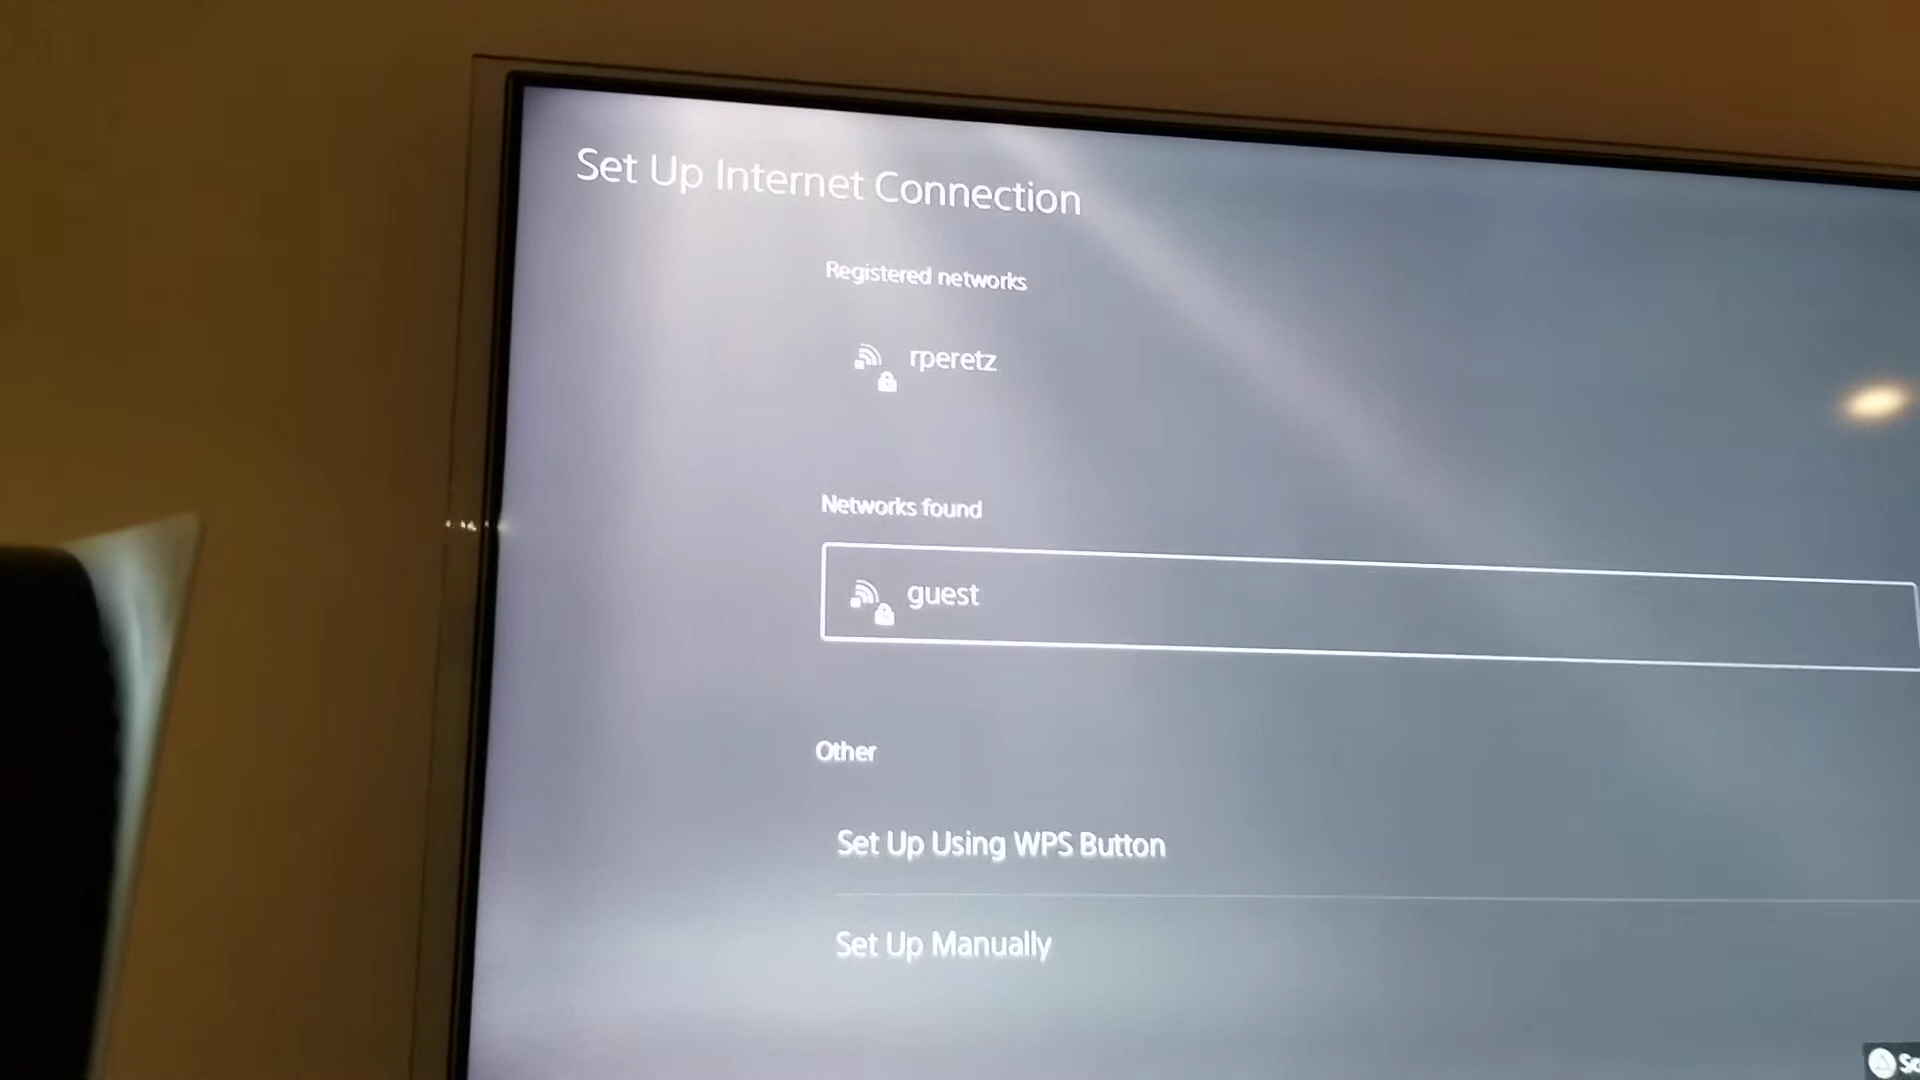 Set Up Internet Connection
Registered networks
rperetz
Networks found
guest
Other
Set Up Using WPS Button
Set Up Manually